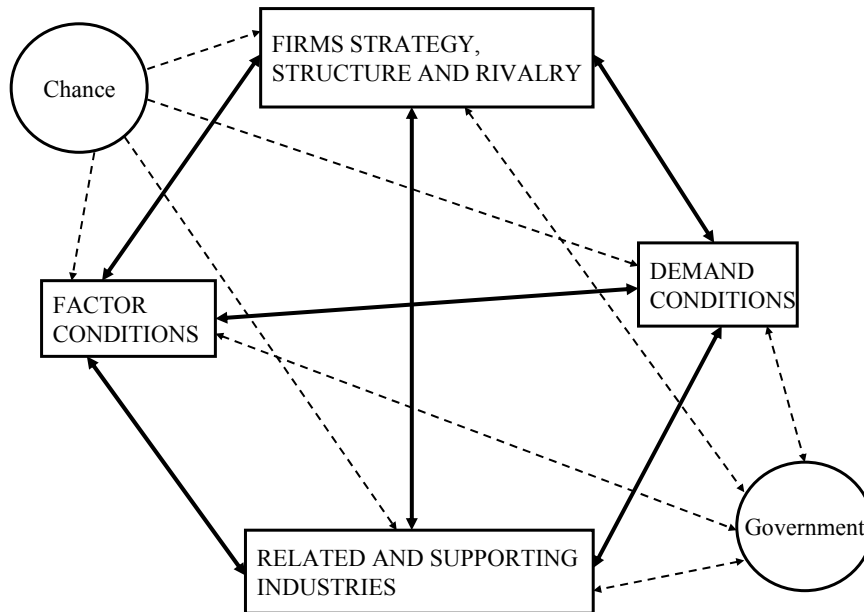 FIRMS STRATEGY,
STRUCTURE AND RIVALRY
Chance
FACTOR
CONDITIONS
DEMAND
CONDITIONS
RELATED AND SUPPORTING
INDUSTRIES
Government